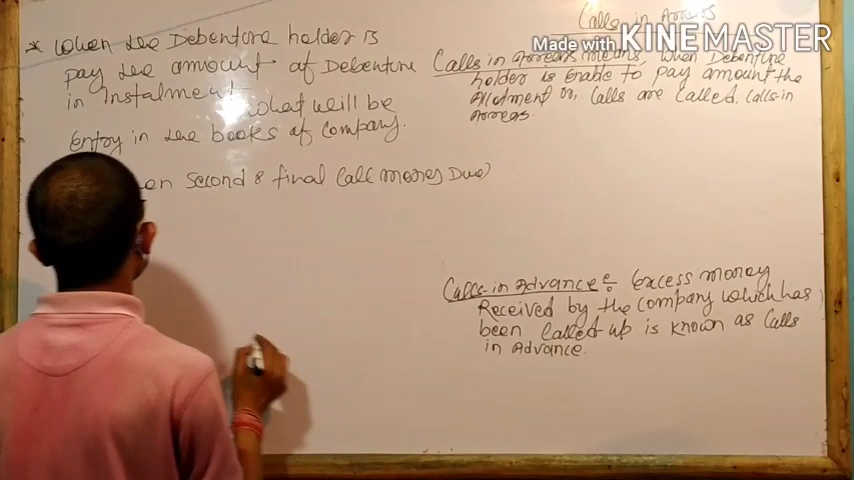 * When the Debenture holder is
pay the amount of Debenture
in Instalment what will be
Entry in the books of company.
en Second & final Call (money Due)
Calls in Arrears
Made with KINEMASTER
Calls in Arrears means, When Debenture
holder is Enable to pay amount the
Allotment or, Calls are Called, Calls in
Arrears.
Calls in Advance: Excess money
Received by the company which has
been Called up is known as Calls
in Advance.